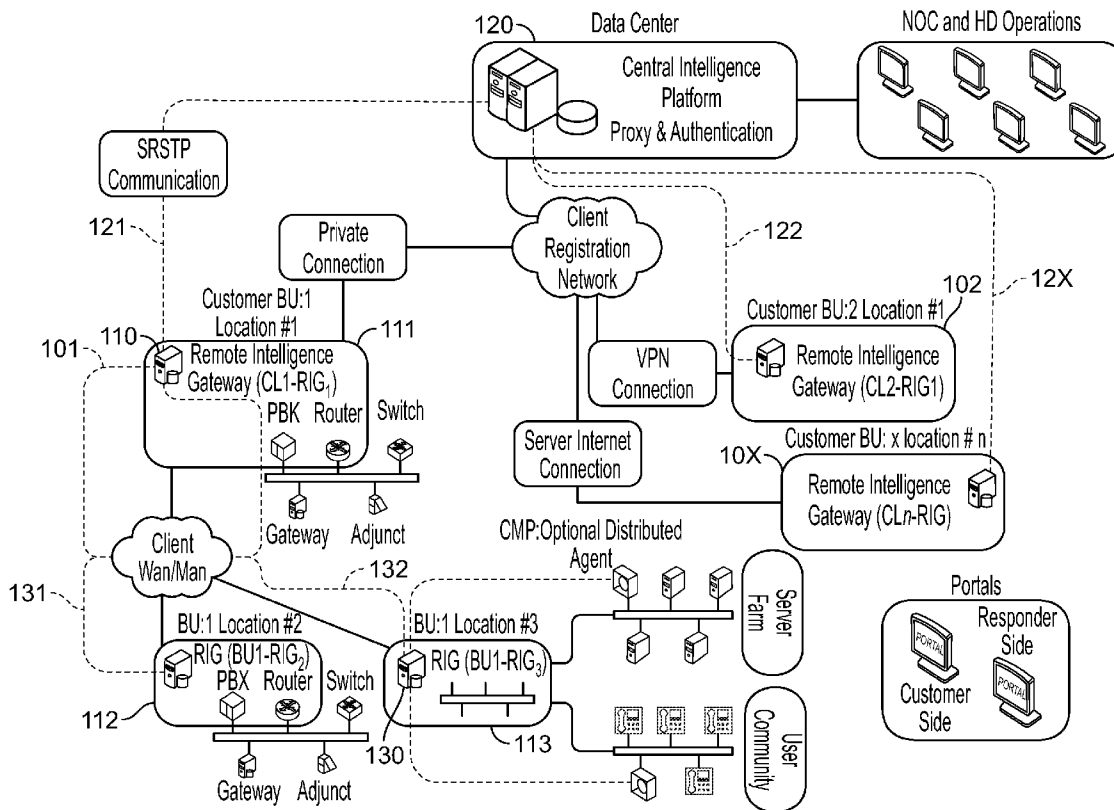 120
Data Center
NOC and HD Operations
Central Intelligence
Platform
Proxy & Authentication
SRSTP
Communication
121
Private
Connection
Client
Registration
Network
122
12X
Customer BU:1
Location #1
110
111
101
Remote Intelligence
Gateway (CL1-RIG1)
PBK
Router
Switch
Gateway
Adjunct
Customer BU:2 Location #1
102
VPN
Connection
Remote Intelligence
Gateway (CL2-RIG1)
Server Internet
Connection
Customer BU: x location # n
10X
Remote Intelligence
Gateway (CLn-RIG)
Client
Wan/Man
131
132
CMP:Optional Distributed
Agent
Server
Farm
BU:1 Location #2
RIG (BU1-RIG2)
PBX
Router
Switch
112
Gateway
Adjunct
BU:1 Location #3
RIG (BU1-RIG3)
130
113
User
Community
Portals
Responder
Side
PORTAL
PORTAL
Customer
Side